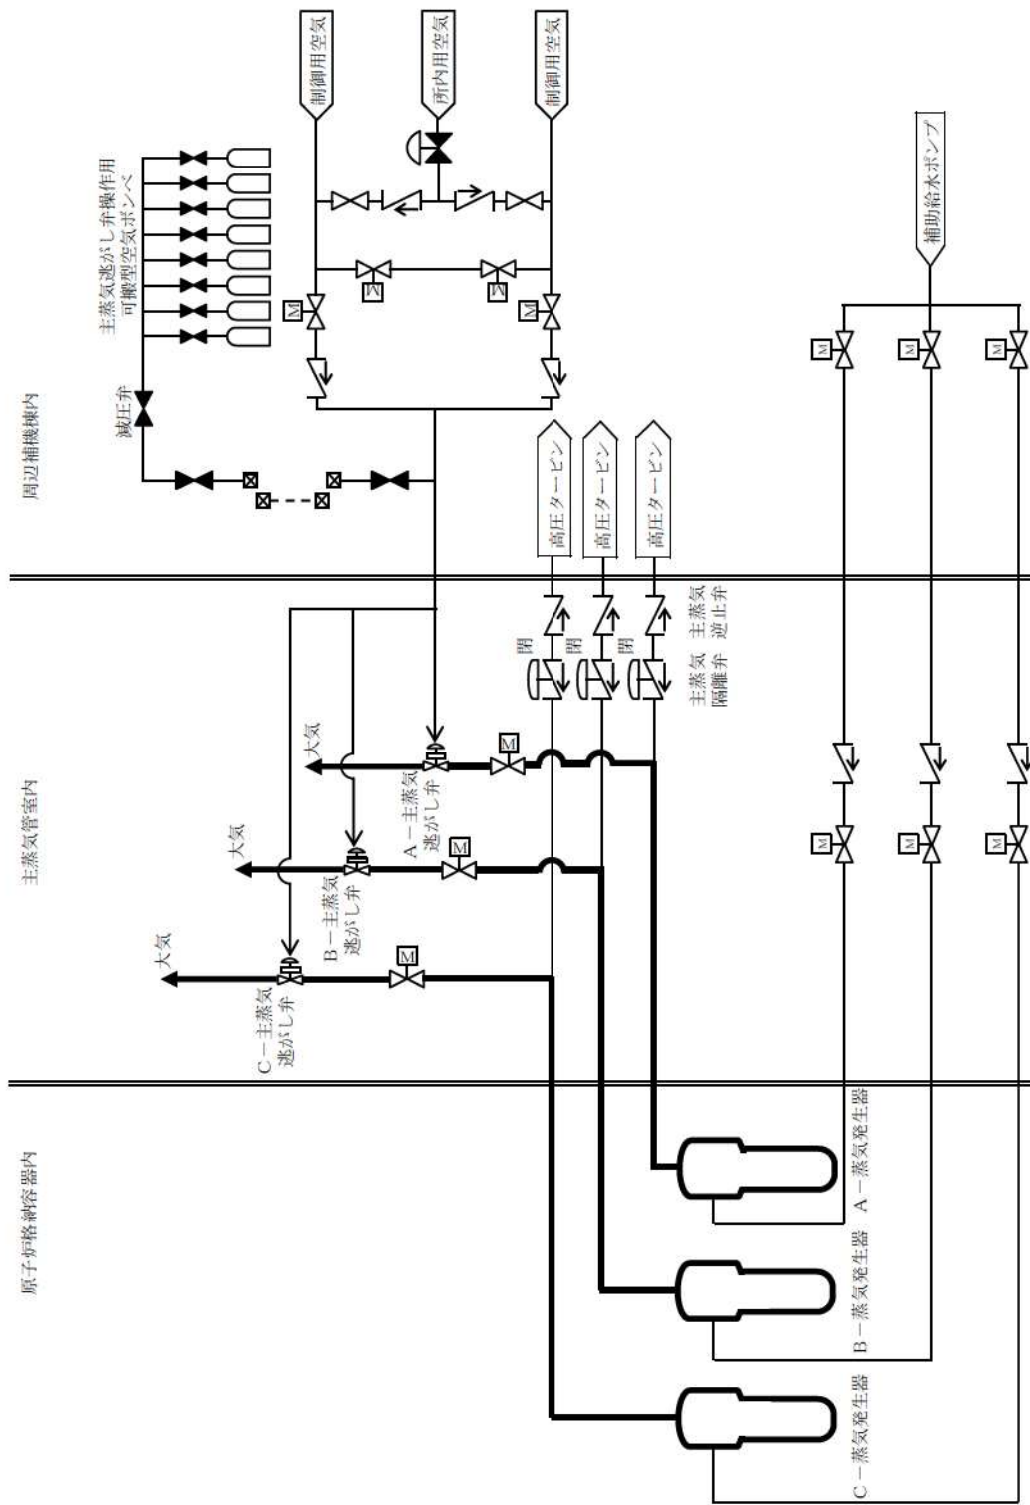 原子炉格納容器内
主蒸気管室内
周辺補機棟内
主蒸気逃がし弁操作用
可搬型空気ボンベ
減圧弁
制御用空気
所内用空気
制御用空気
M
M
M
M
大気
C－主蒸気
逃がし弁
M
大気
B－主蒸気
逃がし弁
M
大気
A－主蒸気
逃がし弁
M
高圧タービン
高圧タービン
高圧タービン
閉
閉
閉
主蒸気
隔離弁
主蒸気
逆止弁
補助給水ポンプ
M
M
M
M
M
M
A－蒸気発生器
B－蒸気発生器
C－蒸気発生器